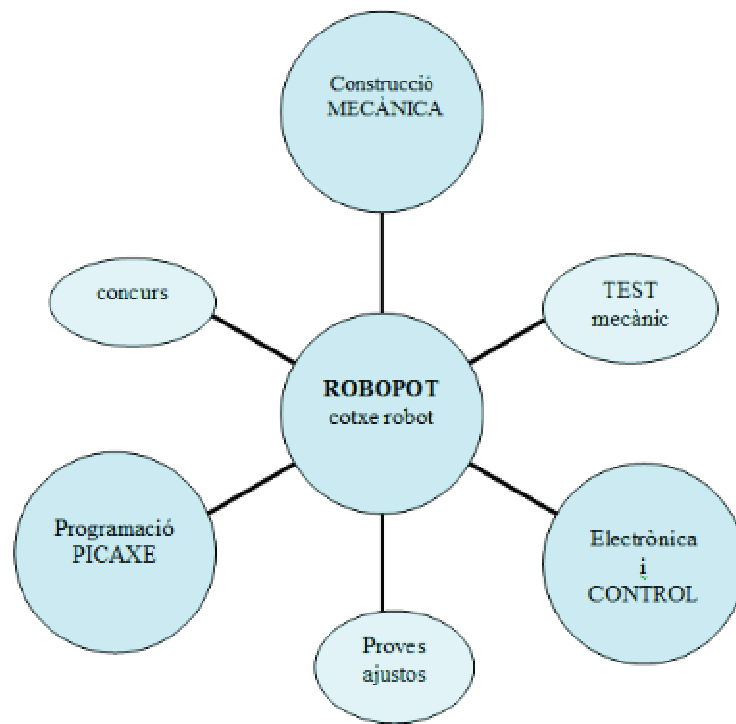 Construcció
MECÀNICA
concurs
TEST
mecànic
ROBOPOT
cotxe robot
Programació
PICAXE
Electrònica
i
CONTROL
Proves
ajustos